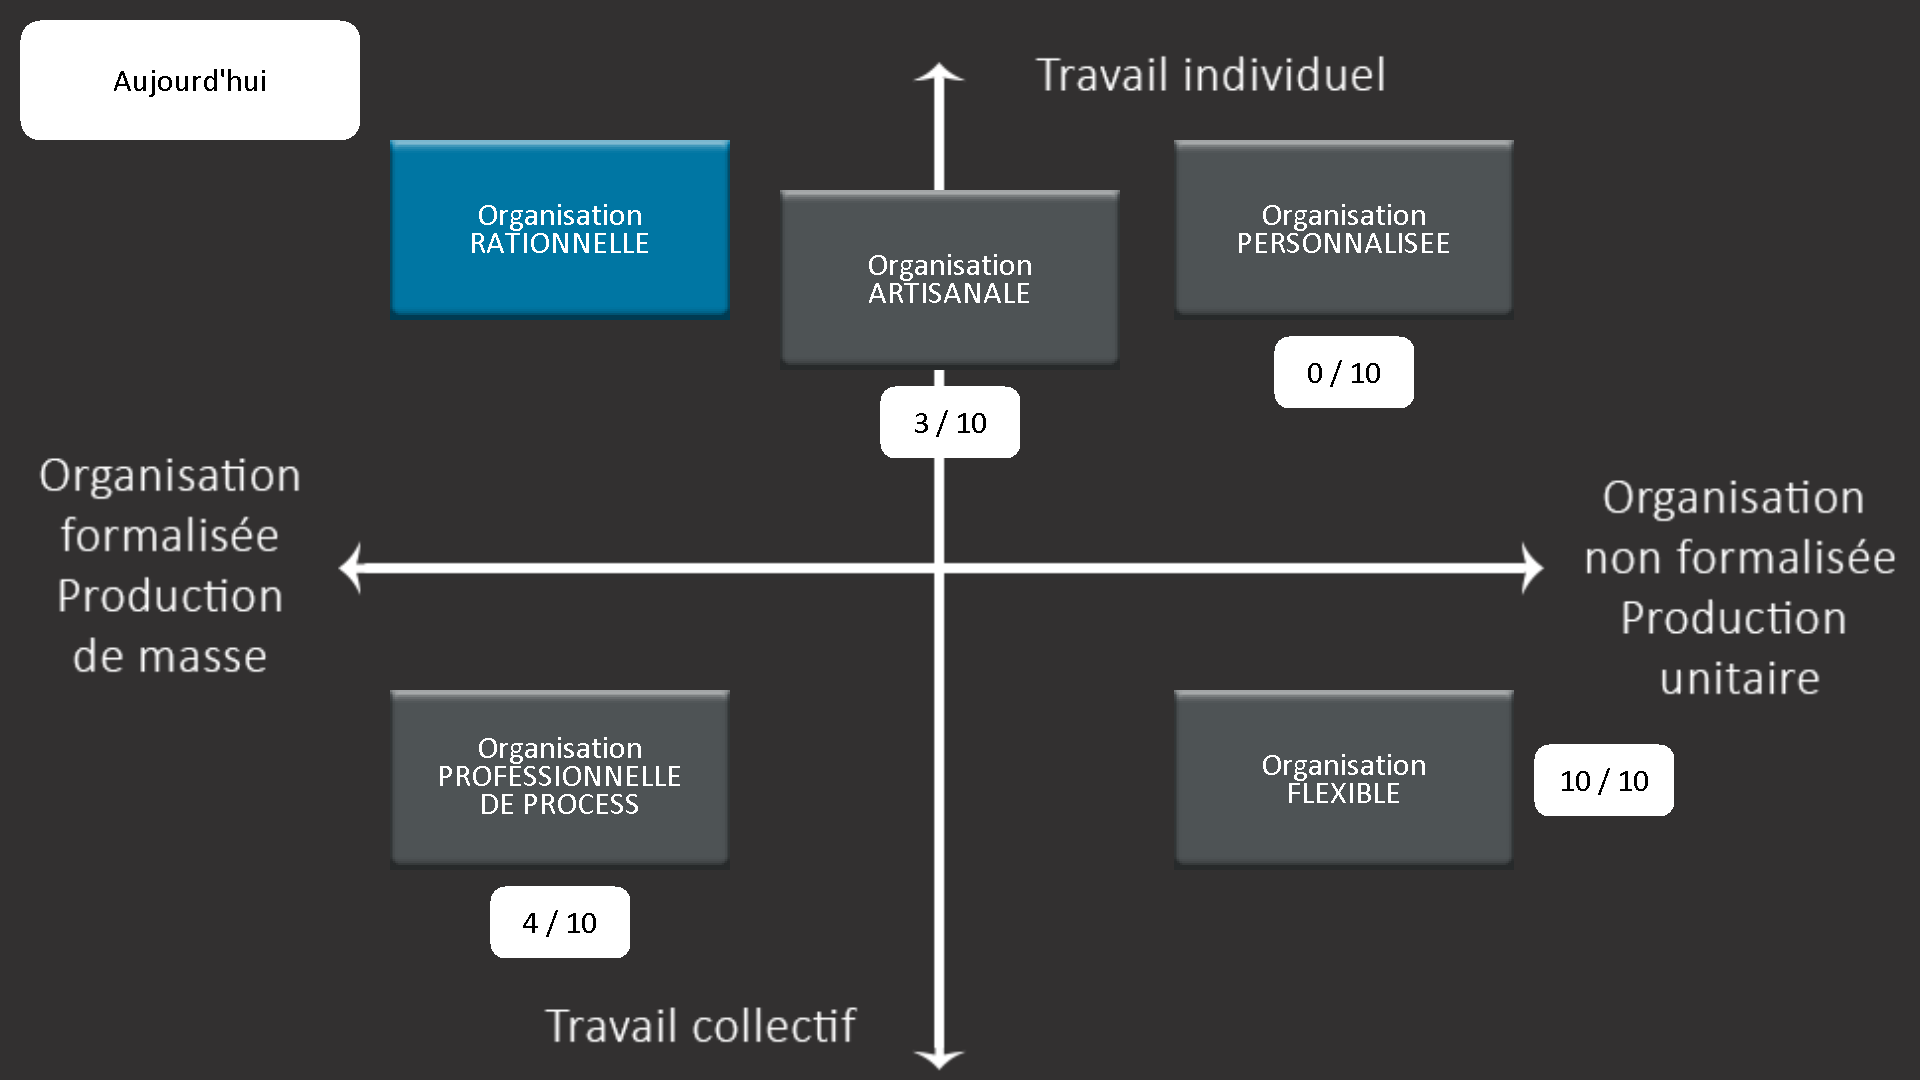 Aujourd'hui
Travail individuel
Organisation
RATIONNELLE
Organisation
ARTISANALE
Organisation
PERSONNALISEE
3 / 10
0 / 10
Organisation
formalisée
Production
de masse
Organisation
non formalisée
Production
unitaire
Organisation
PROFESSIONNELLE
DE PROCESS
4 / 10
Organisation
FLEXIBLE
10 / 10
Travail collectif